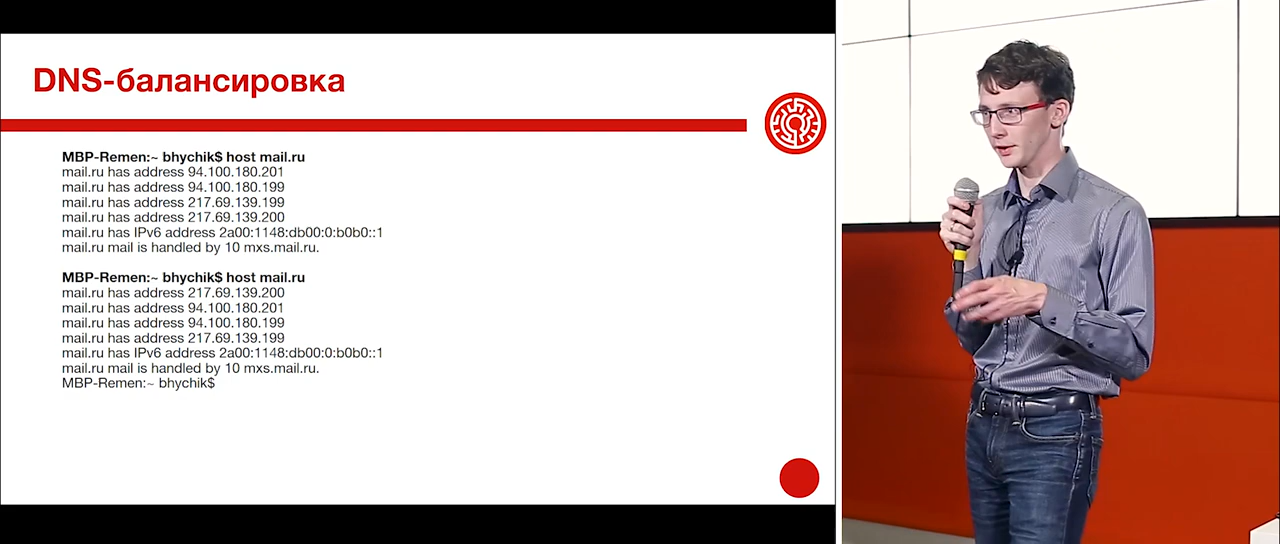 DNS-балансировка
MBP-Remen:~ bhychik$ host mail.ru
mail.ru has address 94.100.180.201
mail.ru has address 94.100.180.199
mail.ru has address 217.69.139.199
mail.ru has address 217.69.139.200
mail.ru has IPv6 address 2a00:1148:db00:0:b0b0::1
mail.ru mail is handled by 10 mxs.mail.ru.
MBP-Remen:~ bhychik$ host mail.ru
mail.ru has address 217.69.139.200
mail.ru has address 94.100.180.201
mail.ru has address 94.100.180.199
mail.ru has address 217.69.139.199
mail.ru has IPv6 address 2a00:1148:db00:0:b0b0::1
mail.ru mail is handled by 10 mxs.mail.ru.
MBP-Remen:~ bhychik$